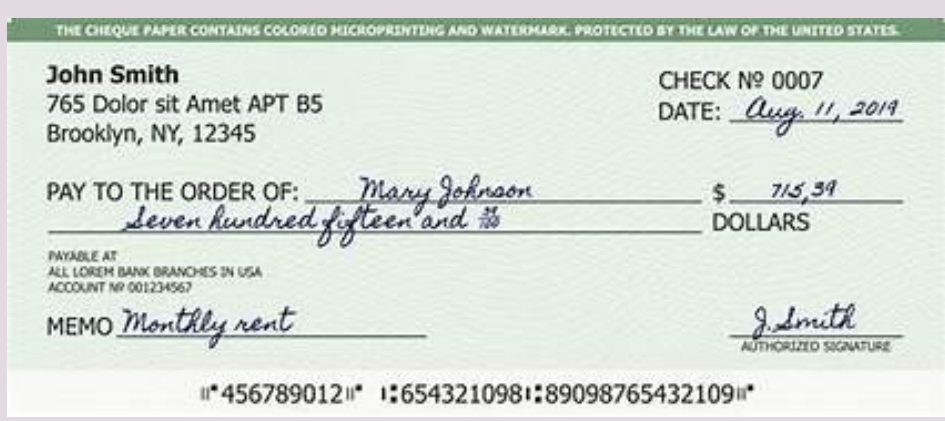 THE CHEQUE PAPER CONTAINS COLORED MICROPRINTING AND WATERMARK. PROTECTED BY THE LAW OF THE UNITED STATES.
John Smith
765 Dolor sit Amet APT B5
Brooklyn, NY, 12345
CHECK Nº 0007
DATE: Aug. 11, 2019
PAY TO THE ORDER OF: Mary Johnson $ 715,39
Seven hundred fifteen and DOLLARS
PAYABLE AT
ALL LOREM BANK BRANCHES IN USA
ACCOUNT Nº 001234567
MEMO Monthly rent
J. Smith
AUTHORIZED SIGNATURE
⑈456789012⑈ ⑆654321098⑆89098765432109⑈